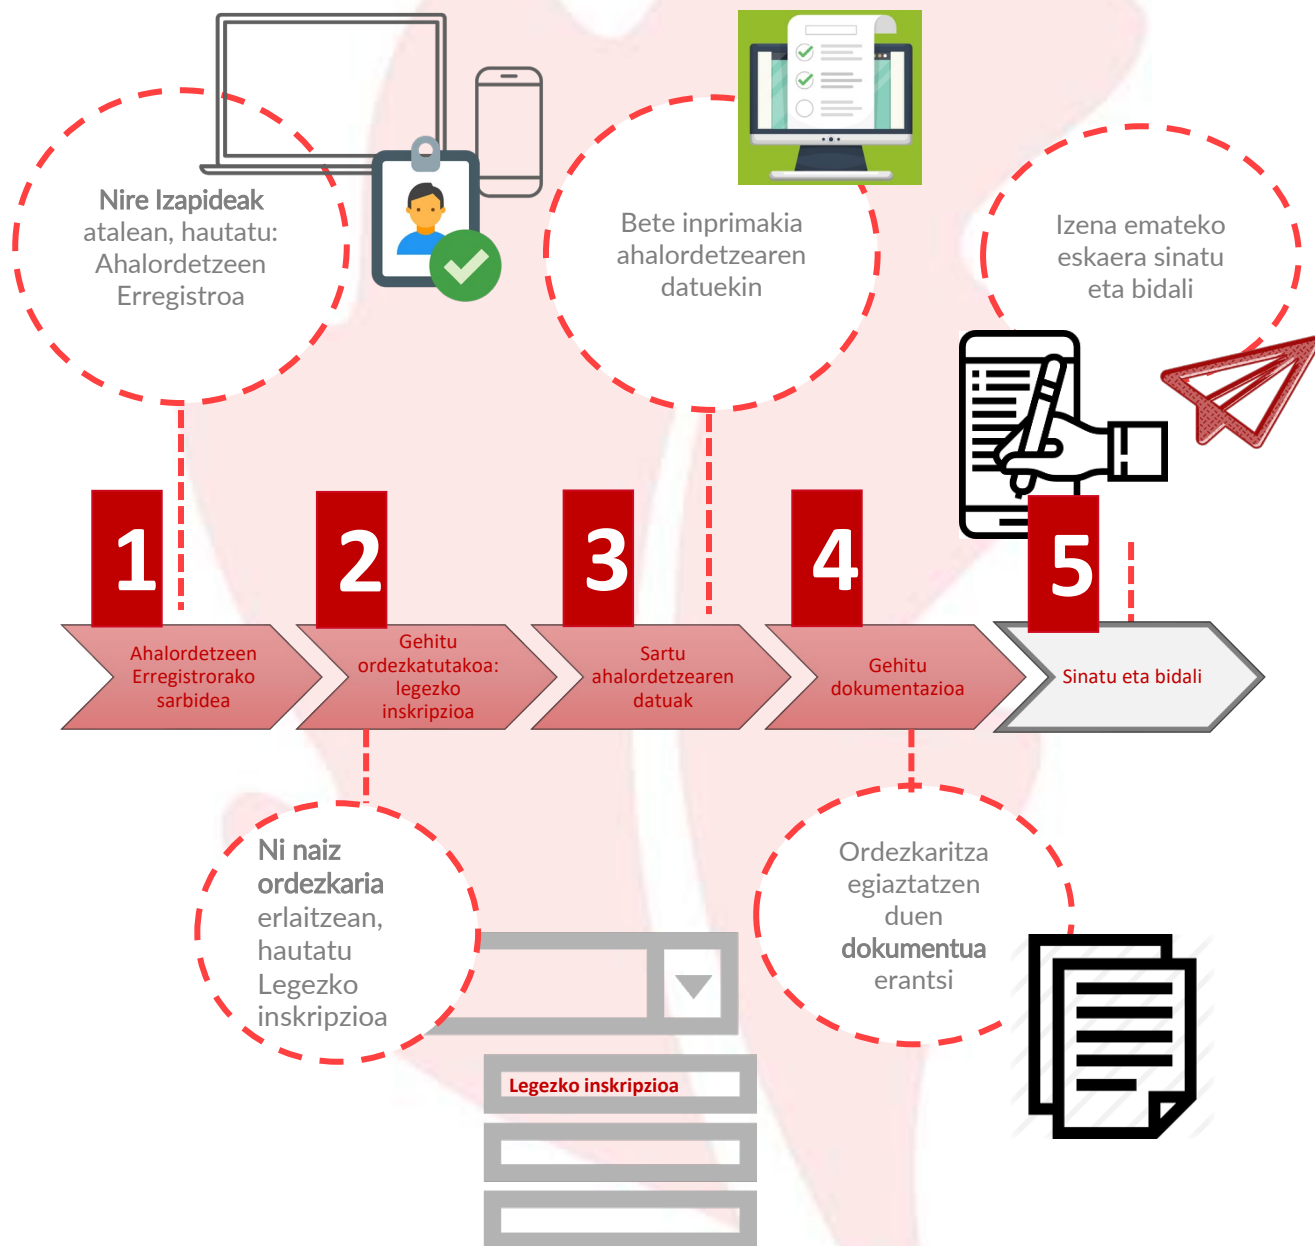 Nire Izapideak
atalean, hautatu:
Ahalordetzeen
Erregistroa
Bete inprimakia
ahalordetzearen
datuekin
Izena emateko
eskaera sinatu
eta bidali
1
2
3
4
5
Ahalordetzeen
Erregistrorako
sarbidea
Gehitu
ordezkatutakoa:
legezko
inskripzioa
Sartu
ahalordetzearen
datuak
Gehitu
dokumentazioa
Sinatu eta bidali
Ni naiz
ordezkaria
erlaitzean,
hautatu
Legezko
inskripzioa
Ordezkaritza
egiaztatzen
duen
dokumentua
erantsi
Legezko inskripzioa